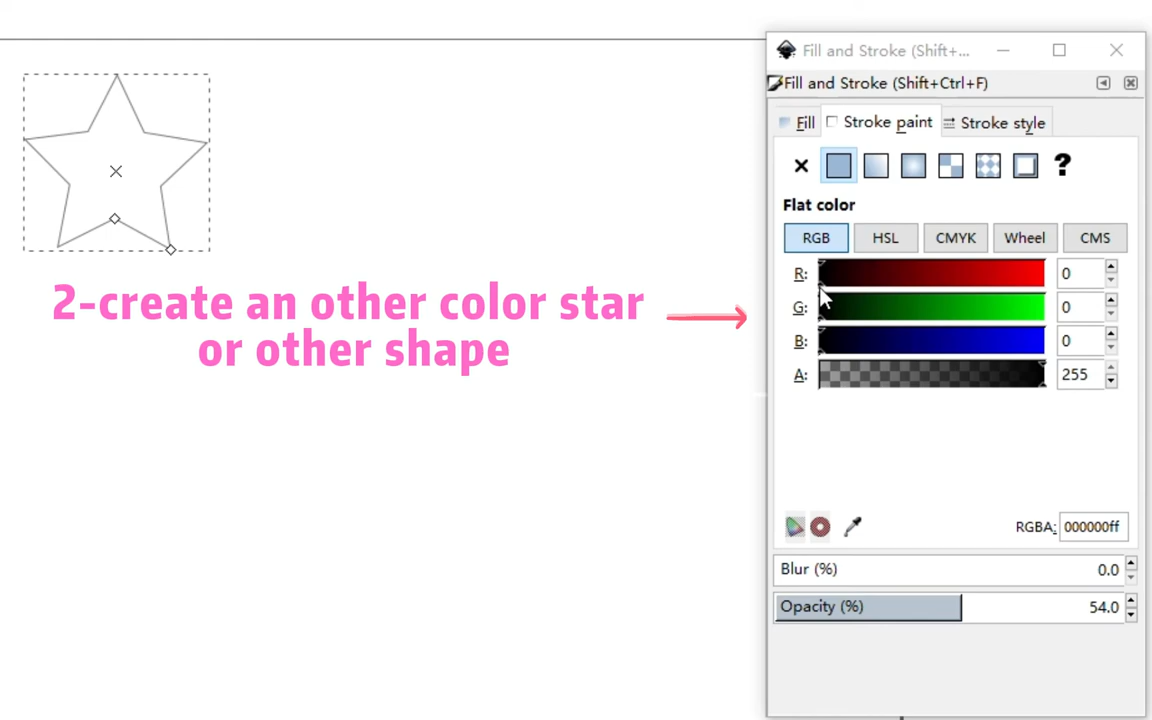 Fill and Stroke (Shift+...
Fill and Stroke (Shift+Ctrl+F)
Fill
Stroke paint
Stroke style
?
Flat color
RGB
HSL
CMYK
Wheel
CMS
R: 0
G: 0
B: 0
A: 255
2-create an other color star
or other shape
RGBA: 000000ff
Blur (%) 0.0
Opacity (%) 54.0